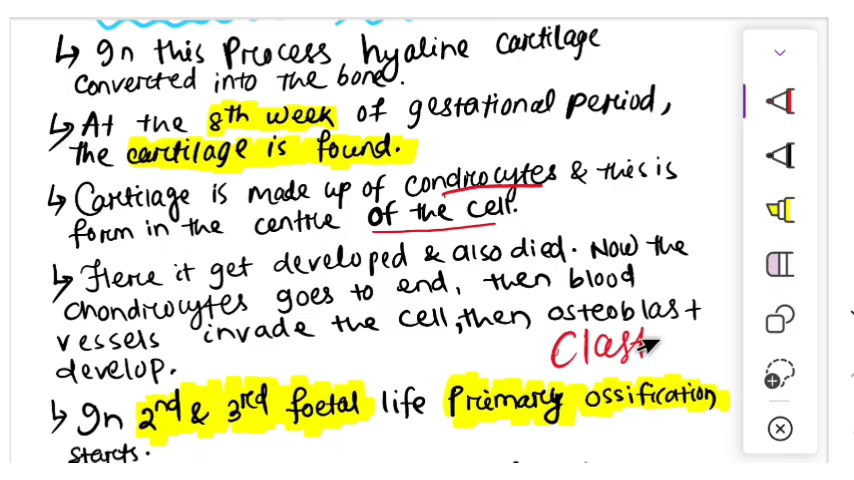 ↳ In this Process hyaline cartilage
converted into the bone.
↳ At the 8th week of gestational period,
the cartilage is found.
↳ Cartilage is made up of condrocytes & this is
form in the centre of the cell.
↳ Here it get developed & also died. Now the
chondrocytes goes to end, then blood
vessels invade the cell, then osteoblast
develop.
Clast
↳ In 2nd & 3rd foetal life Primary ossification
starts.